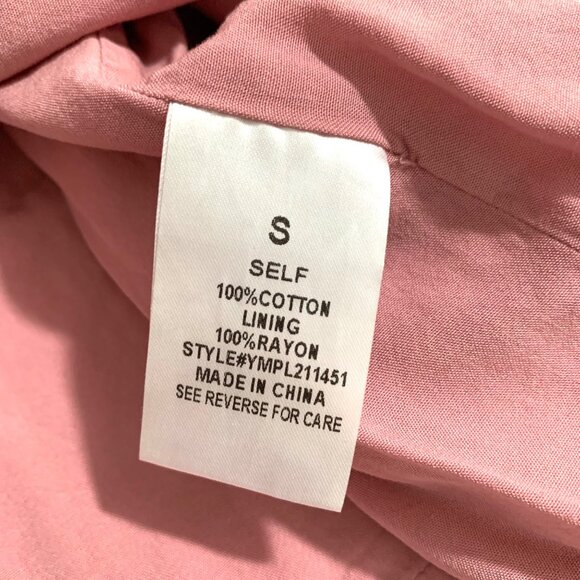 S
SELF
100%COTTON
LINING
100%RAYON
STYLE#YMPL211451
MADE IN CHINA
SEE REVERSE FOR CARE